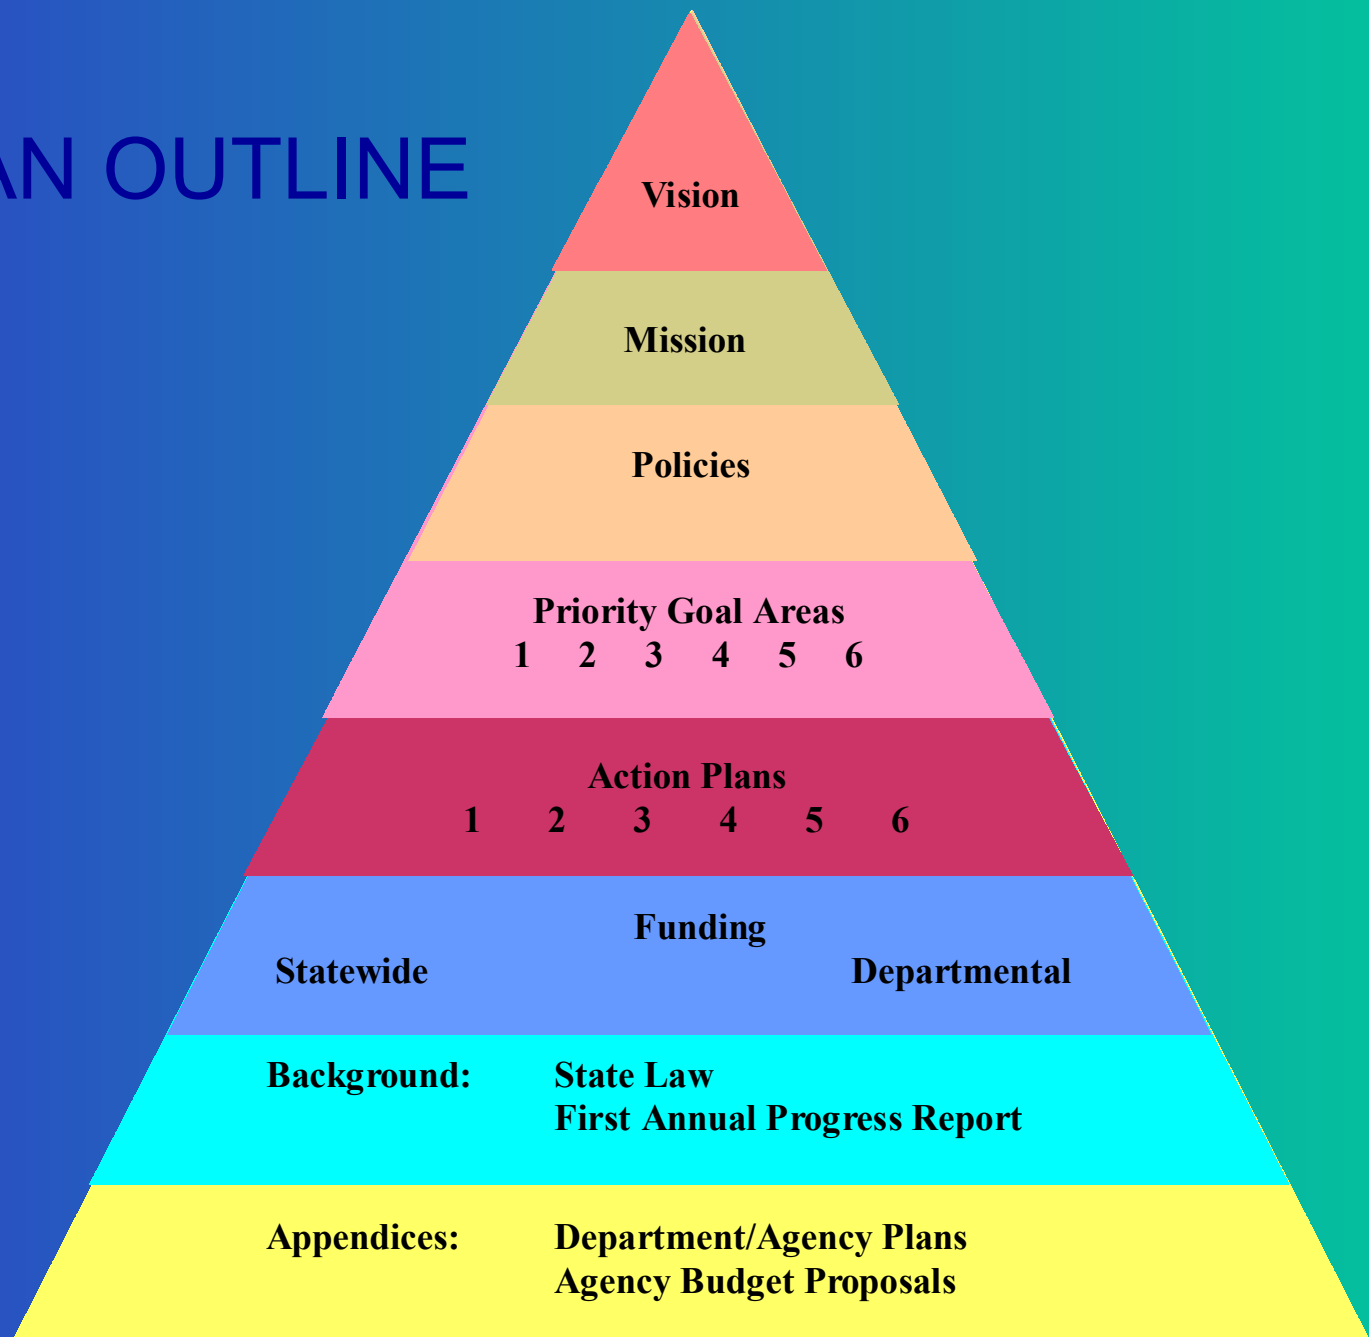 AN OUTLINE
Vision
Mission
Policies
Priority Goal Areas
1 2 3 4 5 6
Action Plans
1 2 3 4 5 6
Funding
Statewide Departmental
Background: State Law
First Annual Progress Report
Appendices: Department/Agency Plans
Agency Budget Proposals